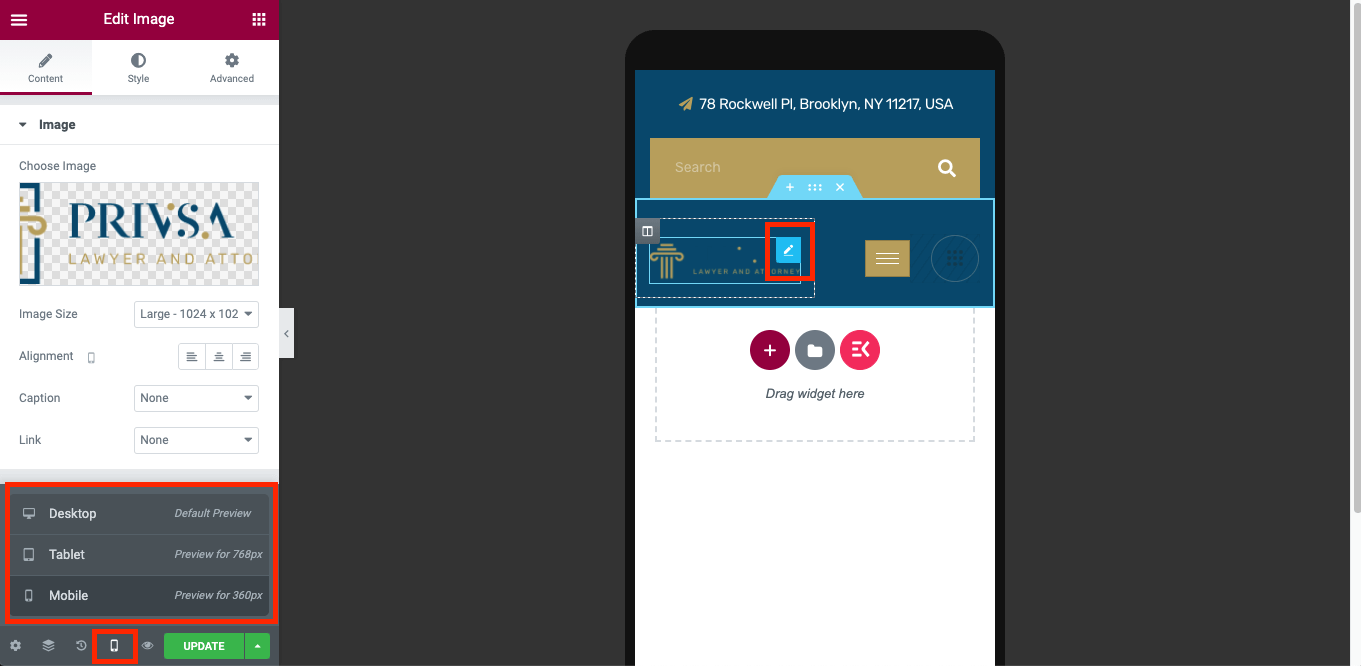 Edit Image
Content
Style
Advanced
Image
Choose Image
PRIVSA
LAWYER AND ATTO
Image Size
Large - 1024 x 102
Alignment
Caption
None
Link
None
Desktop
Default Preview
Tablet
Preview for 768px
Mobile
Preview for 360px
UPDATE
78 Rockwell Pl, Brooklyn, NY 11217, USA
Search
LAWYER AND ATTORNEY
Drag widget here